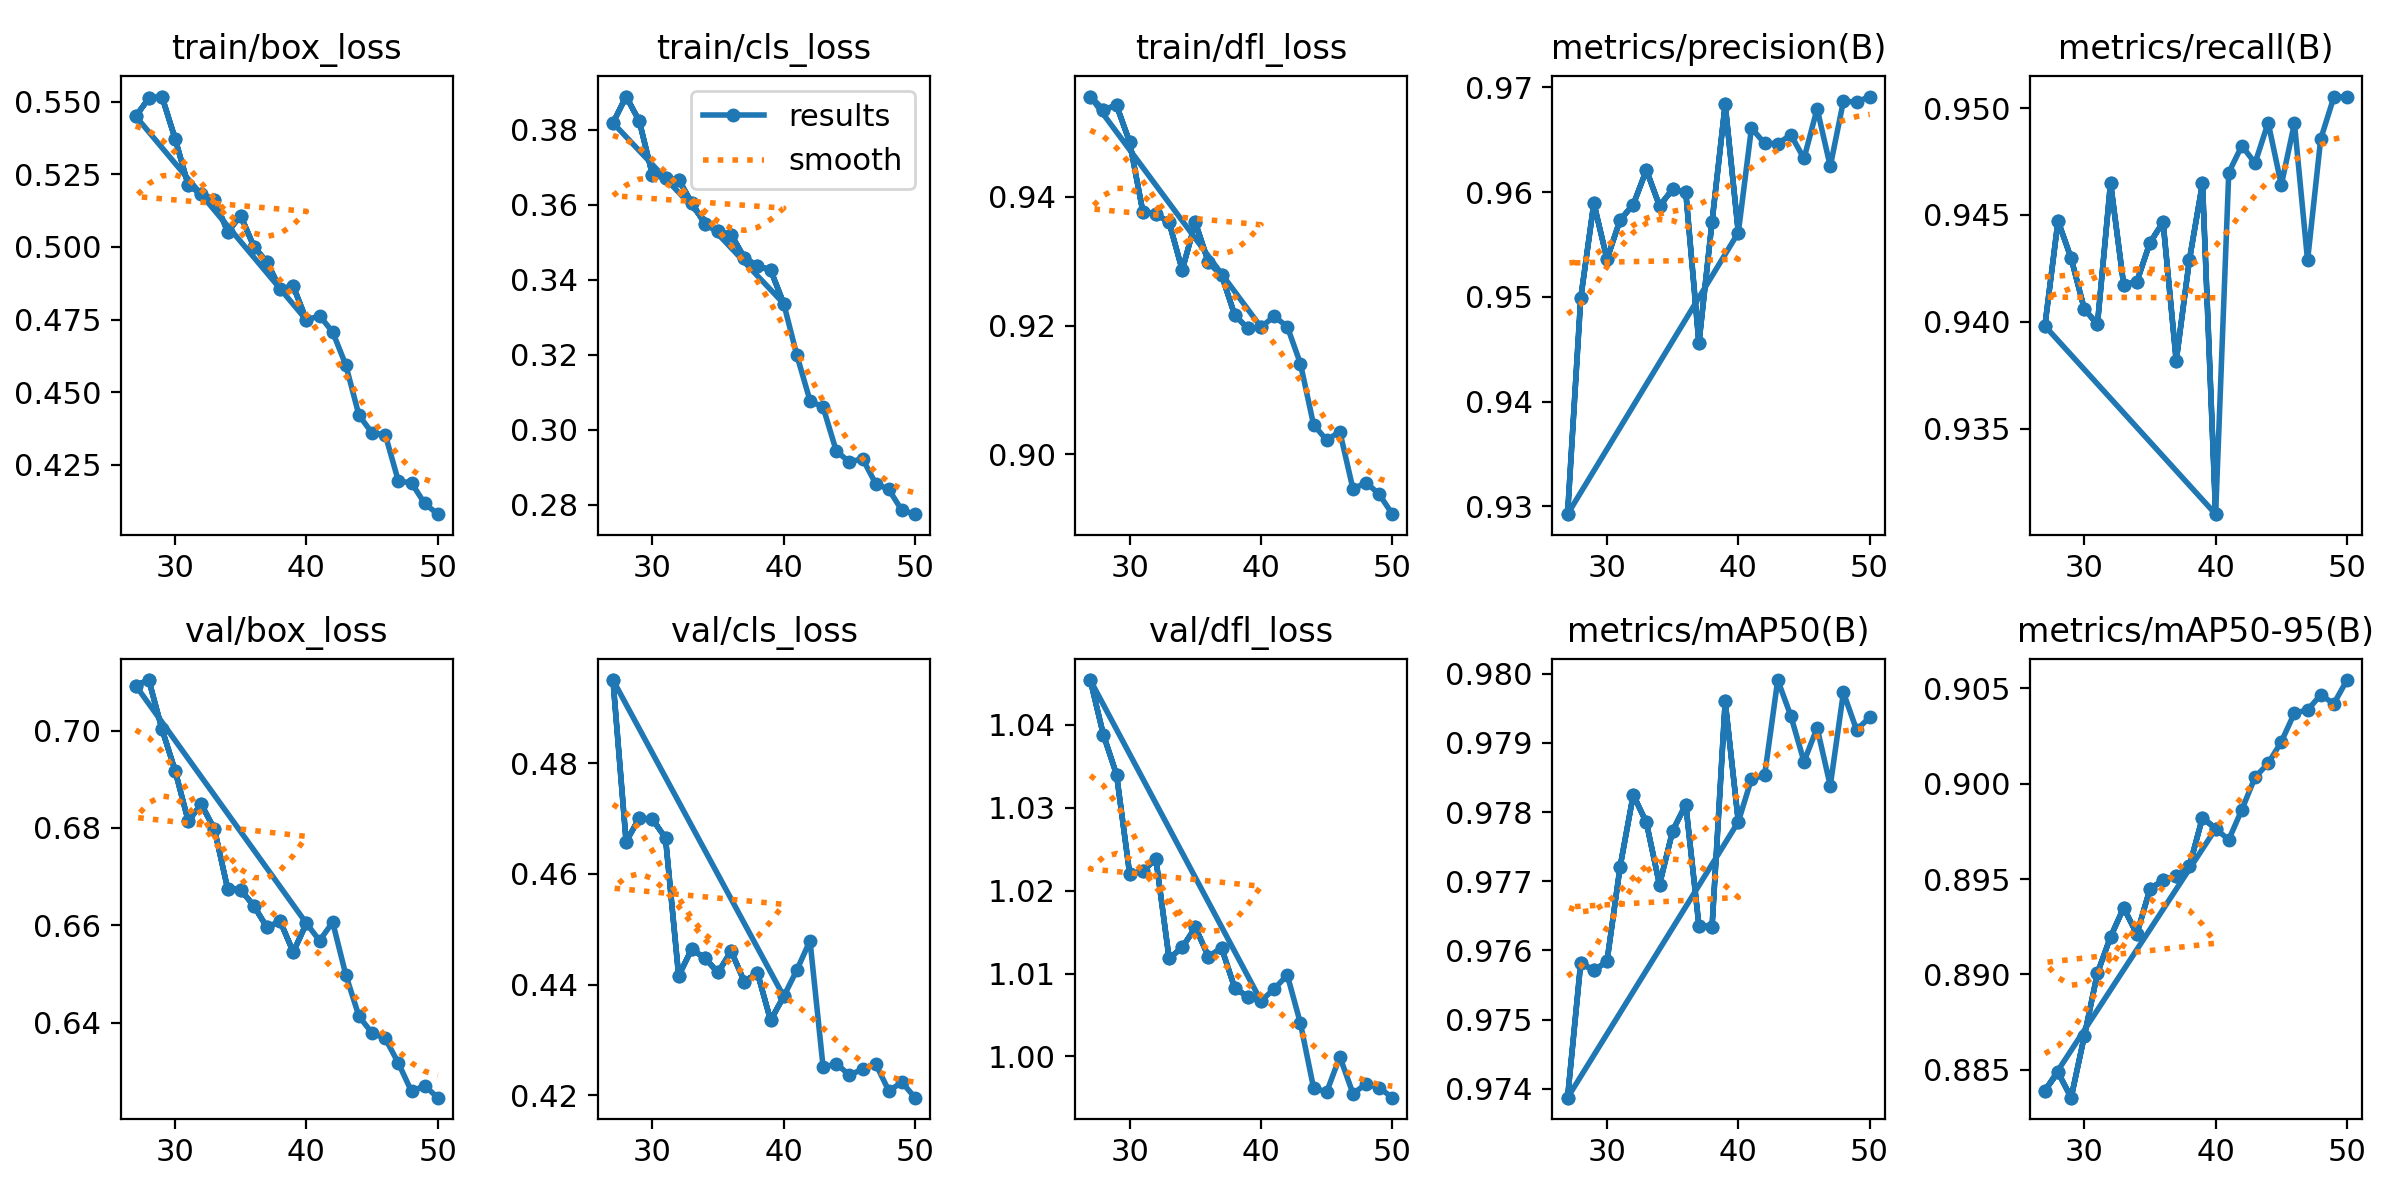 train/box_loss
train/cls_loss
train/dfl_loss
metrics/precision(B)
metrics/recall(B)
0.550
0.525
0.500
0.475
0.450
0.425
30 40 50
results
smooth
0.38
0.36
0.34
0.32
0.30
0.28
30 40 50
0.94
0.92
0.90
30 40 50
0.97
0.96
0.95
0.94
0.93
30 40 50
0.950
0.945
0.940
0.935
30 40 50
val/box_loss
val/cls_loss
val/dfl_loss
metrics/mAP50(B)
metrics/mAP50-95(B)
0.70
0.68
0.66
0.64
30 40 50
0.48
0.46
0.44
0.42
30 40 50
1.04
1.03
1.02
1.01
1.00
30 40 50
0.980
0.979
0.978
0.977
0.976
0.975
0.974
30 40 50
0.905
0.900
0.895
0.890
0.885
30 40 50